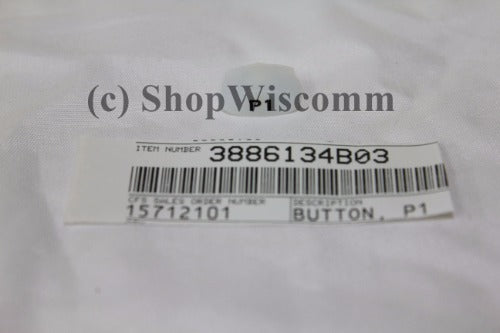 (c) ShopWiscomm
P1
ITEM NUMBER 3886134B03
CFS SALES ORDER NUMBER
15712101
DESCRIPTION
BUTTON, P1